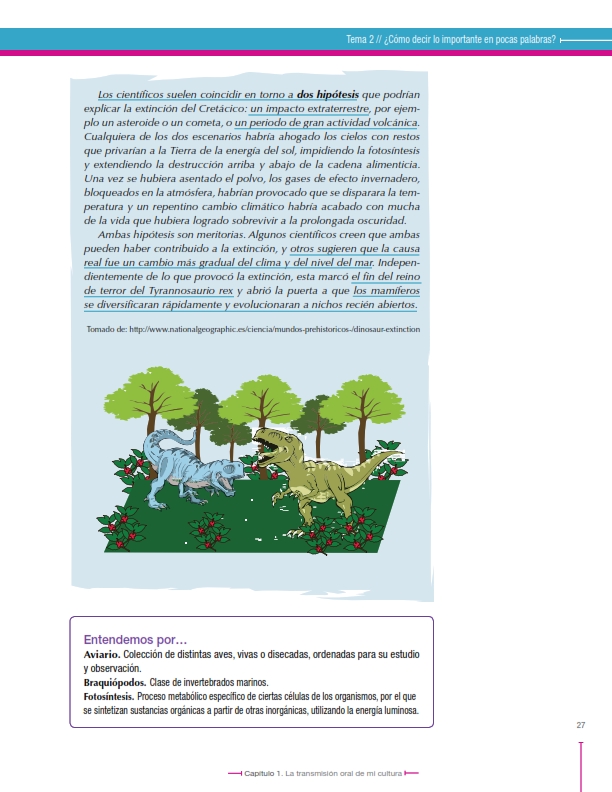 Tema 2 // ¿Cómo decir lo importante en pocas palabras?
Los científicos suelen coincidir en torno a dos hipótesis que podrían
explicar la extinción del Cretácico: un impacto extraterrestre, por ejem-
plo un asteroide o un cometa, o un periodo de gran actividad volcánica.
Cualquiera de los dos escenarios habría ahogado los cielos con restos
que privarían a la Tierra de la energía del sol, impidiendo la fotosíntesis
y extendiendo la destrucción arriba y abajo de la cadena alimenticia.
Una vez se hubiera asentado el polvo, los gases de efecto invernadero,
bloqueados en la atmósfera, habrían provocado que se disparara la tem-
peratura y un repentino cambio climático habría acabado con mucha
de la vida que hubiera logrado sobrevivir a la prolongada oscuridad.
Ambas hipótesis son meritorias. Algunos científicos creen que ambas
pueden haber contribuido a la extinción, y otros sugieren que la causa
real fue un cambio más gradual del clima y del nivel del mar. Indepen-
dientemente de lo que provocó la extinción, esta marcó el fin del reino
de terror del Tyrannosaurio rex y abrió la puerta a que los mamíferos
se diversificaran rápidamente y evolucionaran a nichos recién abiertos.
Tomado de: http://www.nationalgeographic.es/ciencia/mundos-prehistoricos-/dinosaur-extinction
Entendemos por...
Aviario. Colección de distintas aves, vivas o disecadas, ordenadas para su estudio
y observación.
Braquiópodos. Clase de invertebrados marinos.
Fotosíntesis. Proceso metabólico específico de ciertas células de los organismos, por el que
se sintetizan sustancias orgánicas a partir de otras inorgánicas, utilizando la energía luminosa.
27
Capítulo 1. La transmisión oral de mi cultura